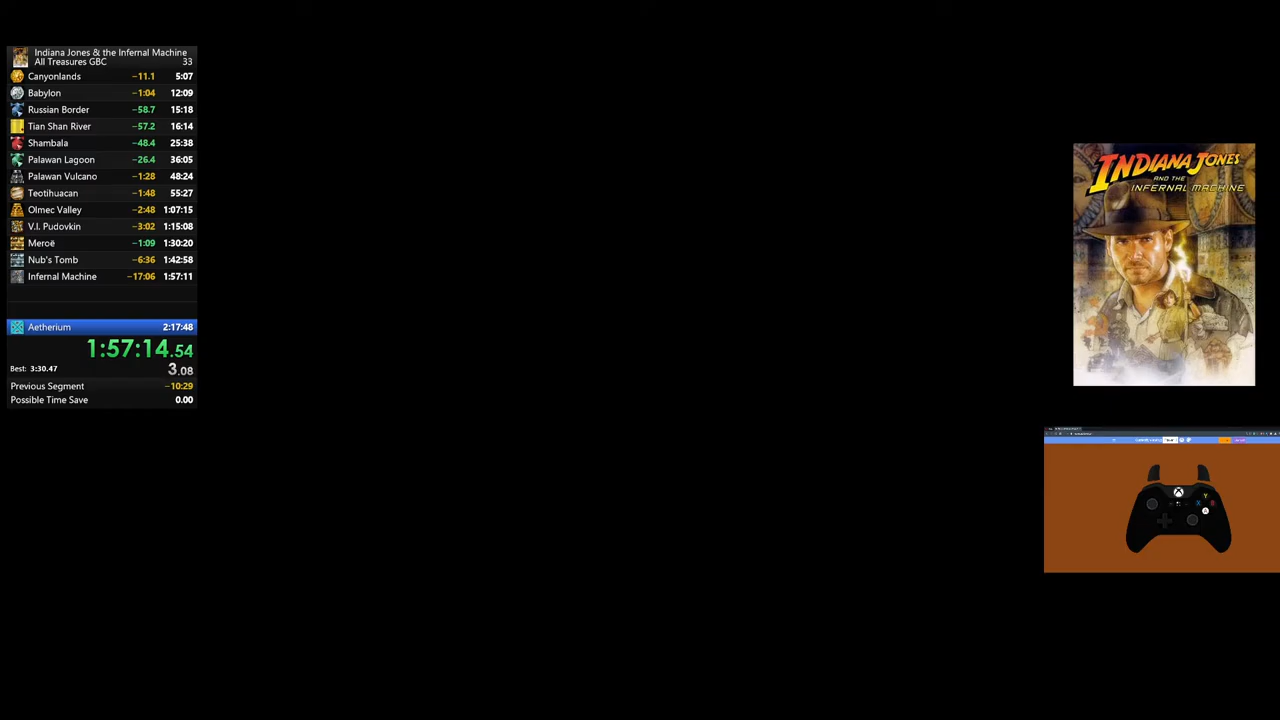 Indiana Jones & the Infernal Machine
All Treasures GBC 33
Canyonlands −11.1 5:07
Babylon −1:04 12:09
Russian Border −58.7 15:18
Tian Shan River −57.2 16:14
Shambala −48.4 25:38
Palawan Lagoon −26.4 36:05
Palawan Vulcano −1:28 48:24
Teotihuacan −1:48 55:27
Olmec Valley −2:48 1:07:15
V.I. Pudovkin −3:02 1:15:08
Meroë −1:09 1:30:20
Nub's Tomb −6:36 1:42:58
Infernal Machine −17:06 1:57:11
Aetherium 2:17:48
1:57:14.54
Best: 3:30.47 3.08
Previous Segment −10:29
Possible Time Save 0.00
INDIANA JONES
AND THE
INFERNAL MACHINE
Y
X B
A